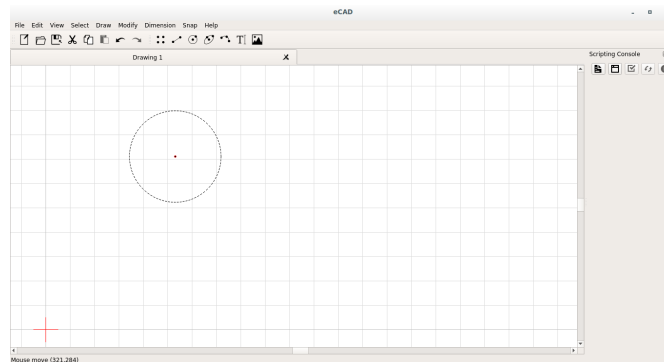 eCAD
File Edit View Select Draw Modify Dimension Snap Help
Drawing 1
Scripting Console
Mouse move (321,284)